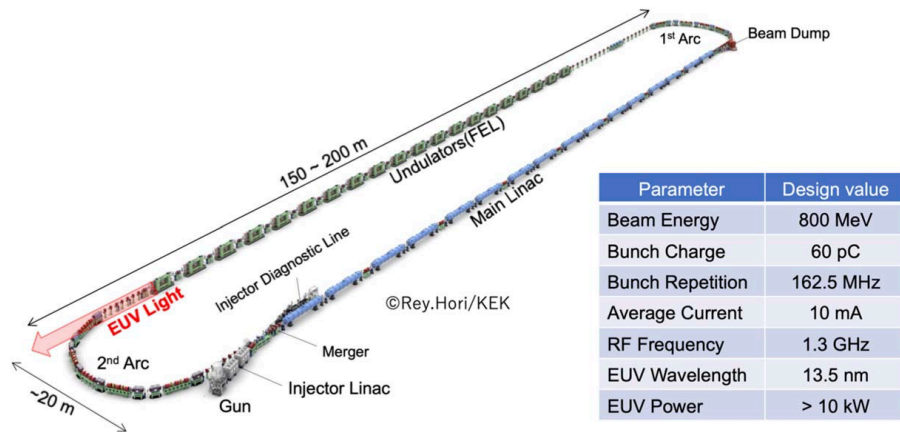 1st Arc
Beam Dump
150 ~ 200 m
Undulators(FEL)
Main Linac
Injector Diagnostic Line
EUV Light
©Rey.Hori/KEK
Merger
2nd Arc
Injector Linac
Gun
~20 m
Parameter Design value
Beam Energy 800 MeV
Bunch Charge 60 pC
Bunch Repetition 162.5 MHz
Average Current 10 mA
RF Frequency 1.3 GHz
EUV Wavelength 13.5 nm
EUV Power > 10 kW